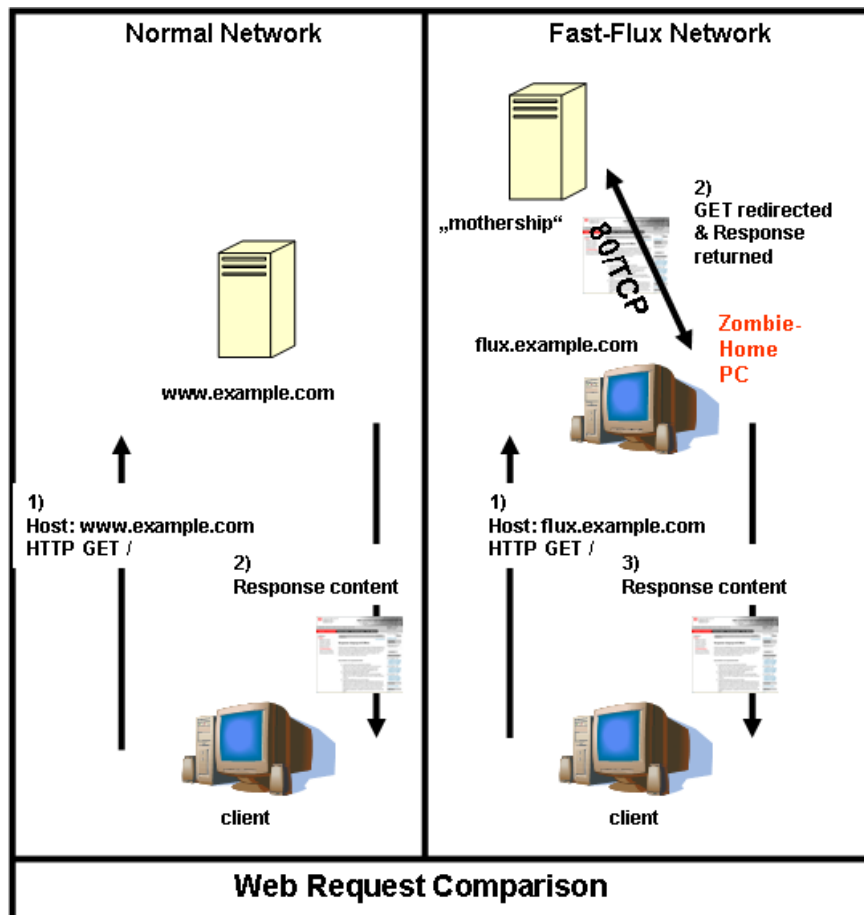 Normal Network
www.example.com
1)
Host: www.example.com
HTTP GET /
2)
Response content
client
Fast-Flux Network
„mothership“
2)
GET redirected
& Response
returned
80/TCP
flux.example.com
Zombie-
Home
PC
1)
Host: flux.example.com
HTTP GET /
3)
Response content
client
Web Request Comparison